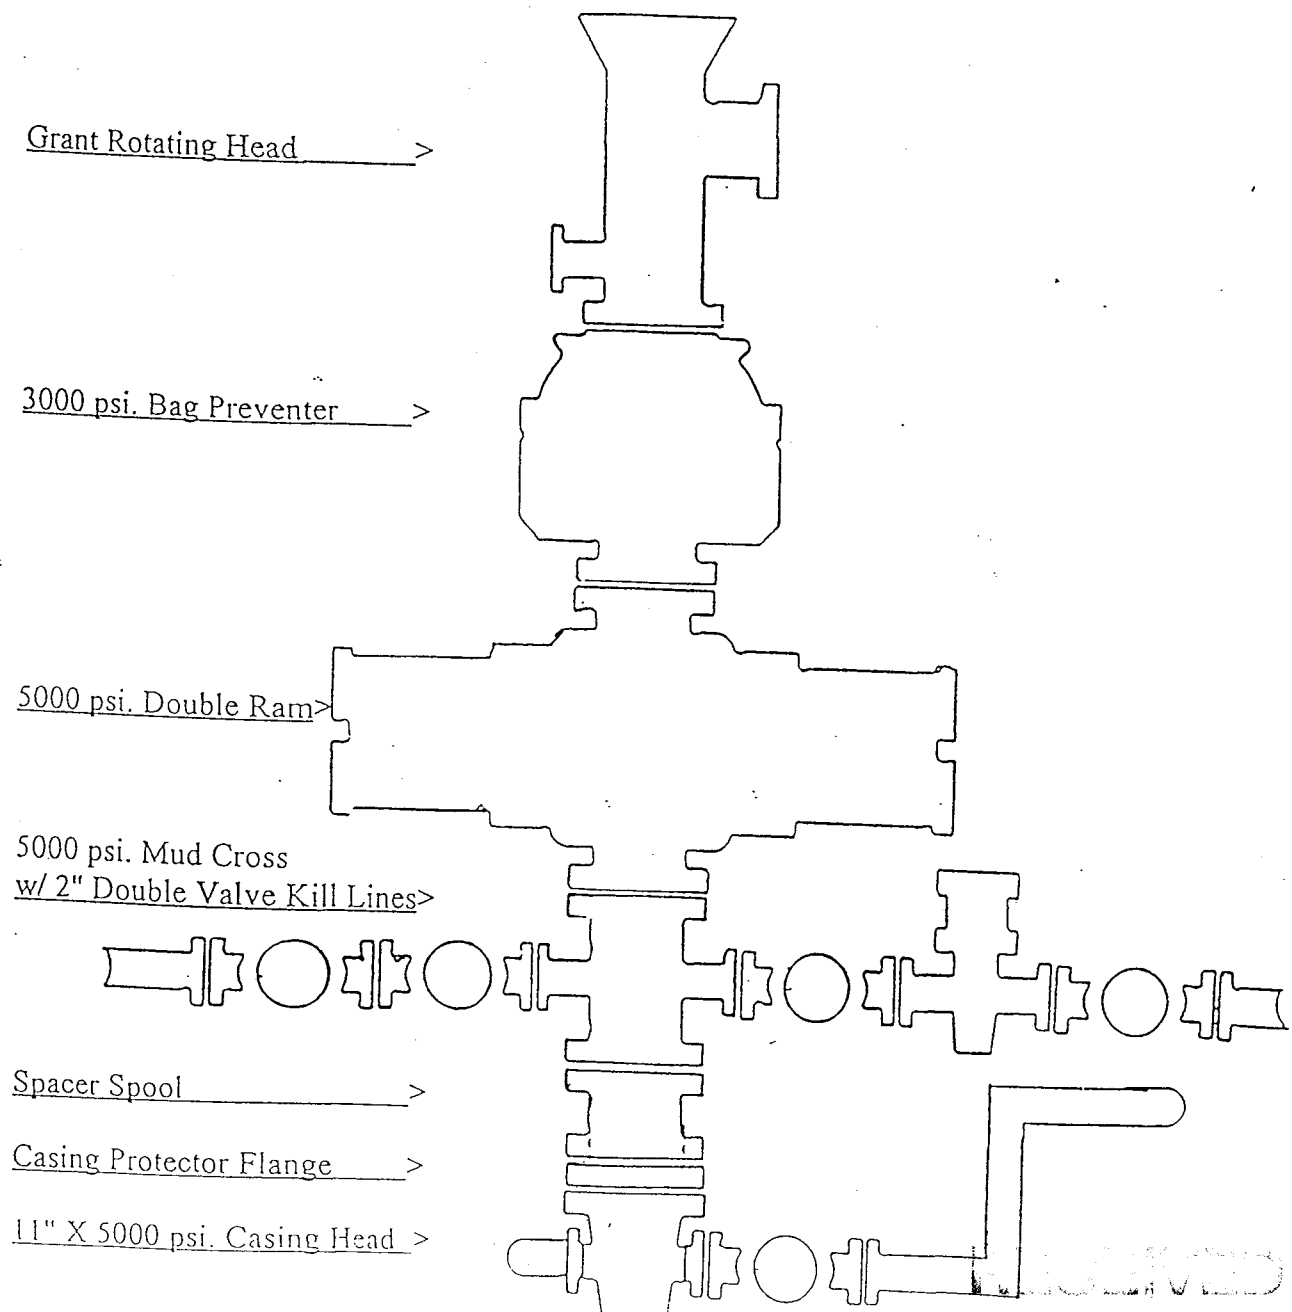 Grant Rotating Head >
3000 psi. Bag Preventer >
5000 psi. Double Ram>
5000 psi. Mud Cross
w/ 2" Double Valve Kill Lines>
Spacer Spool >
Casing Protector Flange >
11" X 5000 psi. Casing Head >